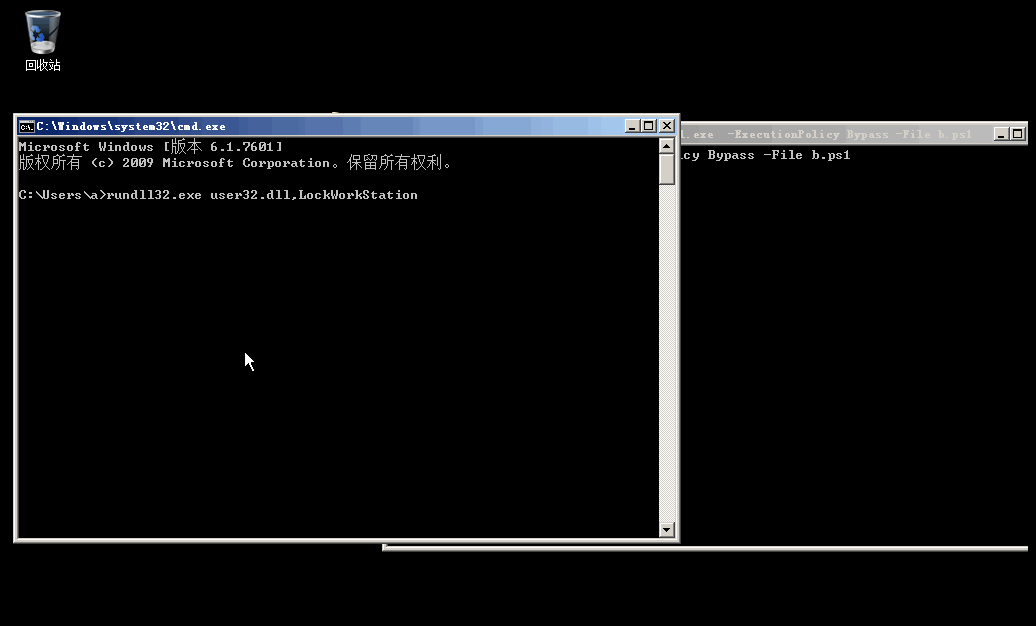 回收站
C:\Windows\system32\cmd.exe
Microsoft Windows [版本 6.1.7601]
版权所有 (c) 2009 Microsoft Corporation。保留所有权利。
C:\Users\a>rundll32.exe user32.dll,LockWorkStation
.exe -ExecutionPolicy Bypass -File b.ps1
cy Bypass -File b.ps1